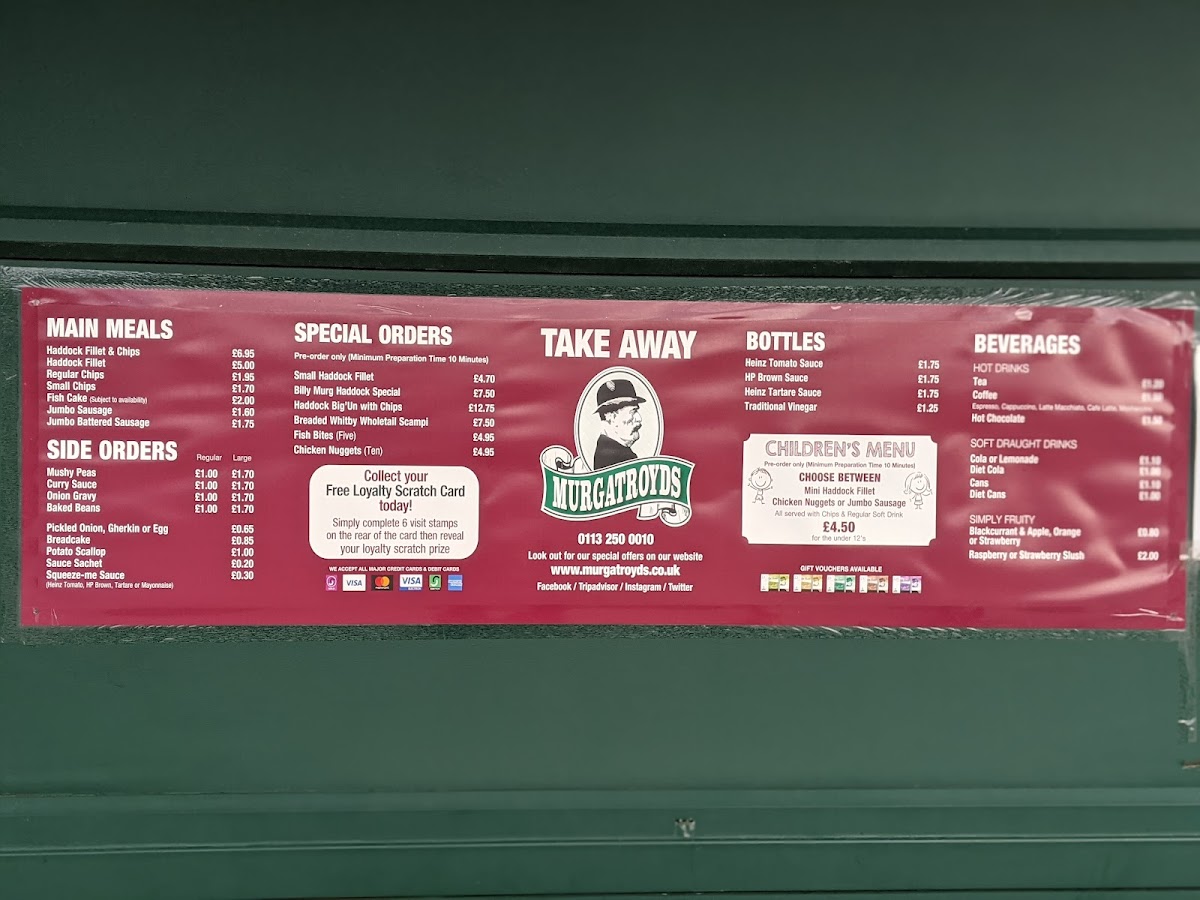 MAIN MEALS
Haddock Fillet & Chips £6.95
Haddock Fillet £5.00
Regular Chips £1.95
Small Chips £1.70
Fish Cake (Subject to availability) £2.00
Jumbo Sausage £1.60
Jumbo Battered Sausage £1.75
SIDE ORDERS Regular Large
Mushy Peas £1.00 £1.70
Curry Sauce £1.00 £1.70
Onion Gravy £1.00 £1.70
Baked Beans £1.00 £1.70
Pickled Onion, Gherkin or Egg £0.65
Breadcake £0.85
Potato Scallop £1.00
Sauce Sachet £0.20
Squeeze-me Sauce £0.30
(Heinz Tomato, HP Brown, Tartare or Mayonnaise)
SPECIAL ORDERS
Pre-order only (Minimum Preparation Time 10 Minutes)
Small Haddock Fillet £4.70
Billy Murg Haddock Special £7.50
Haddock Big'Un with Chips £12.75
Breaded Whitby Wholetail Scampi £7.50
Fish Bites (Five) £4.95
Chicken Nuggets (Ten) £4.95
Collect your
Free Loyalty Scratch Card
today!
Simply complete 6 visit stamps
on the rear of the card then reveal
your loyalty scratch prize
WE ACCEPT ALL MAJOR CREDIT CARDS & DEBIT CARDS
VISA
VISA
TAKE AWAY
MURGATROYDS
0113 250 0010
Look out for our special offers on our website
www.murgatroyds.co.uk
Facebook / Tripadvisor / Instagram / Twitter
BOTTLES
Heinz Tomato Sauce £1.75
HP Brown Sauce £1.75
Heinz Tartare Sauce £1.75
Traditional Vinegar £1.25
CHILDREN'S MENU
Pre-order only (Minimum Preparation Time 10 Minutes)
CHOOSE BETWEEN
Mini Haddock Fillet
Chicken Nuggets or Jumbo Sausage
All served with Chips & Regular Soft Drink
£4.50
for the under 12's
GIFT VOUCHERS AVAILABLE
BEVERAGES
HOT DRINKS
Tea
Coffee
Espresso, Cappuccino, Latte Macchiato, Cafe Latte,
Hot Chocolate
SOFT DRAUGHT DRINKS
Cola or Lemonade
Diet Cola
Cans
Diet Cans
SIMPLY FRUITY
Blackcurrant & Apple, Orange £0.80
or Strawberry
Raspberry or Strawberry Slush £2.00